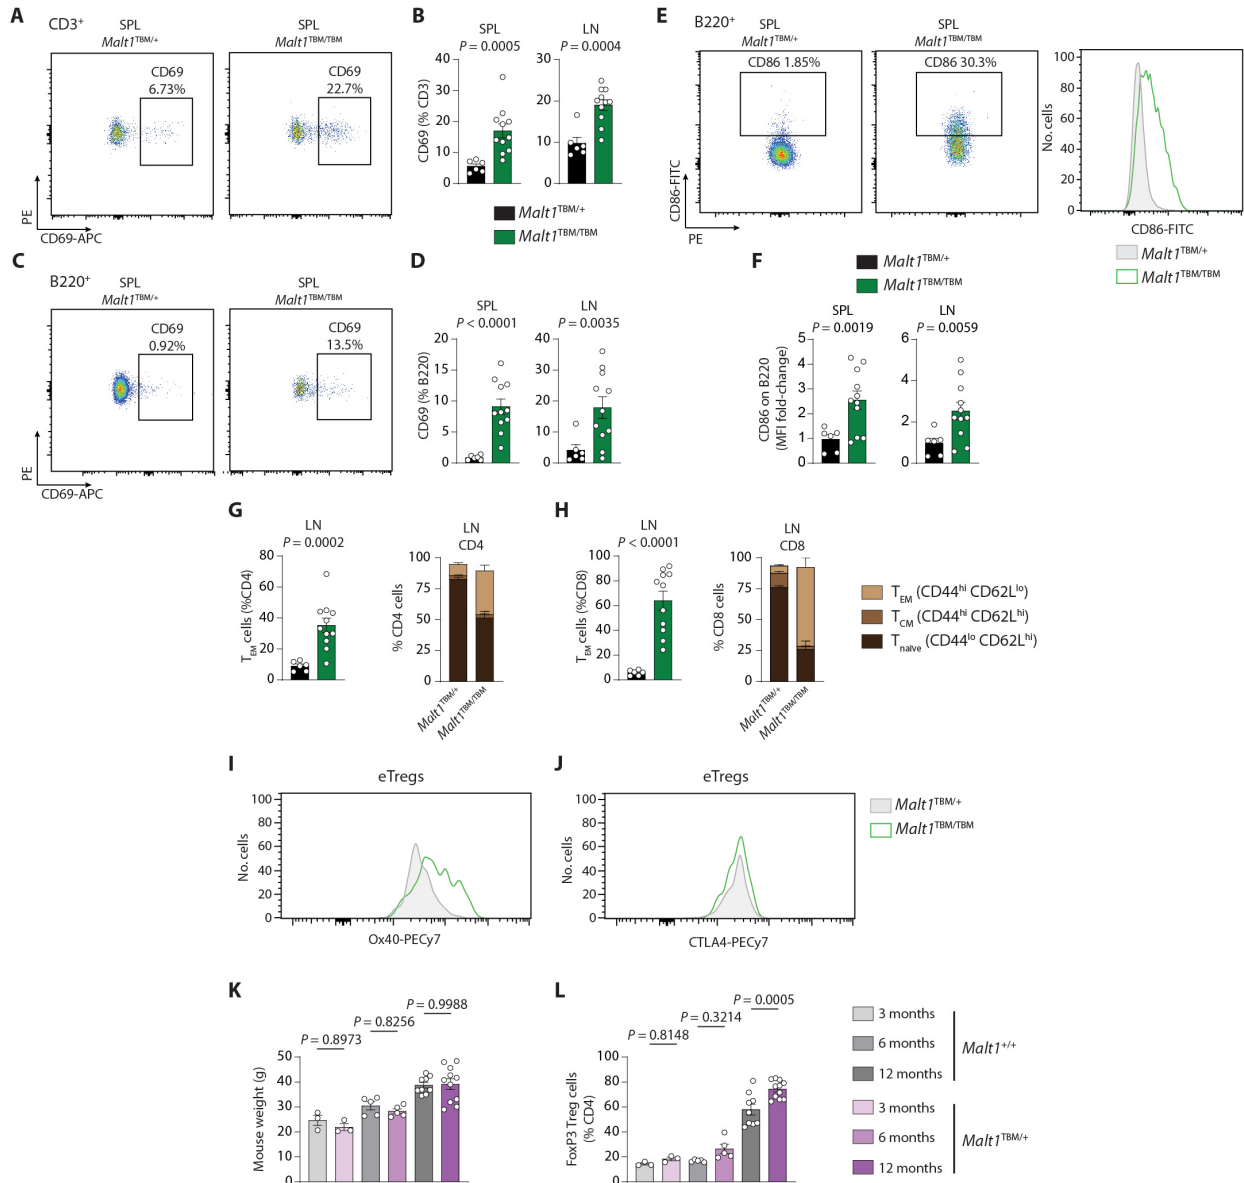 A
CD3+
SPL
Malt1TBM/+
SPL
Malt1TBM/TBM
CD69
6.73%
CD69
22.7%
PE
CD69-APC
B
SPL
P = 0.0005
LN
P = 0.0004
CD69 (% CD3)
40
30
20
10
0
30
20
10
0
Malt1TBM/+
Malt1TBM/TBM
C
B220+
SPL
Malt1TBM/+
SPL
Malt1TBM/TBM
CD69
0.92%
CD69
13.5%
PE
CD69-APC
D
SPL
P < 0.0001
LN
P = 0.0035
CD69 (% B220)
20
15
10
5
0
40
30
20
10
0
E
B220+
SPL
Malt1TBM/+
SPL
Malt1TBM/TBM
CD86 1.85%
CD86 30.3%
CD86-FITC
PE
No. cells
100
80
60
40
20
0
CD86-FITC
Malt1TBM/+
Malt1TBM/TBM
F
Malt1TBM/+
Malt1TBM/TBM
SPL
P = 0.0019
LN
P = 0.0059
CD86 on B220
(MFI fold-change)
5
4
3
2
1
0
6
4
2
0
G
LN
P = 0.0002
TEM cells (%CD4)
80
60
40
20
0
LN
CD4
% CD4 cells
100
75
50
25
0
Malt1TBM/+
Malt1TBM/TBM
H
LN
P < 0.0001
TEM cells (%CD8)
100
80
60
40
20
0
LN
CD8
% CD8 cells
100
75
50
25
0
Malt1TBM/+
Malt1TBM/TBM
TEM (CD44hi CD62Llo)
TCM (CD44hi CD62Lhi)
Tnaïve (CD44lo CD62Lhi)
I
eTregs
No. cells
100
80
60
40
20
0
Ox40-PECy7
J
eTregs
No. cells
100
80
60
40
20
0
CTLA4-PECy7
Malt1TBM/+
Malt1TBM/TBM
K
P = 0.9988
P = 0.8256
P = 0.8973
Mouse weight (g)
50
40
30
20
10
0
L
P = 0.0005
P = 0.3214
P = 0.8148
FoxP3 Treg cells
(% CD4)
100
80
60
40
20
0
3 months
6 months
12 months
Malt1+/+
3 months
6 months
12 months
Malt1TBM/+